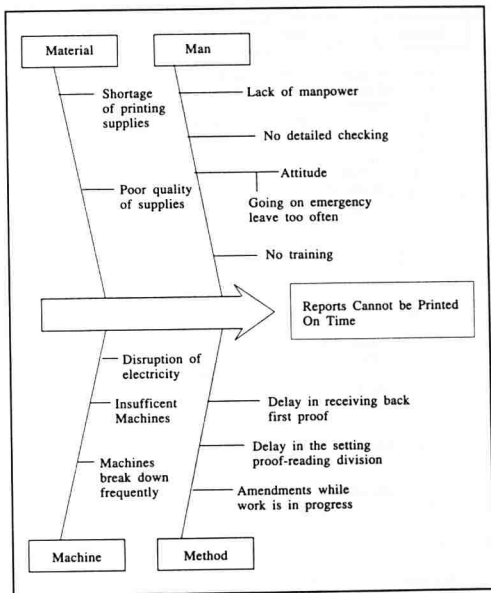 Material
Man
Shortage
of printing
supplies
Poor quality
of supplies
Lack of manpower
No detailed checking
Attitude
Going on emergency
leave too often
No training
Reports Cannot be Printed
On Time
Disruption of
electricity
Insufficent
Machines
Machines
break down
frequently
Delay in receiving back
first proof
Delay in the setting
proof-reading division
Amendments while
work is in progress
Machine
Method